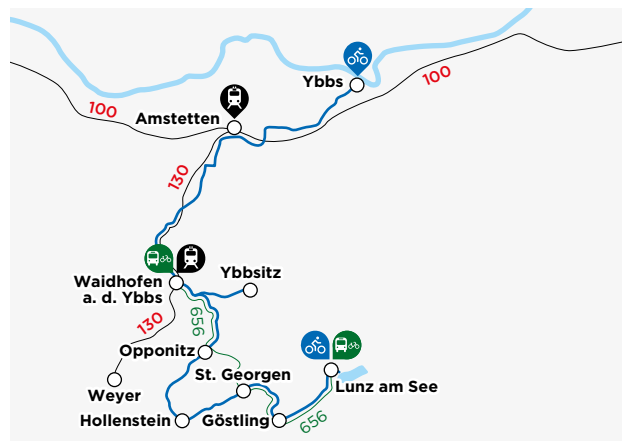 Ybbs
100
100
Amstetten
130
Waidhofen
a. d. Ybbs
Ybbsitz
656
130
Opponitz
St. Georgen
Weyer
Lunz am See
Hollenstein
Göstling
656